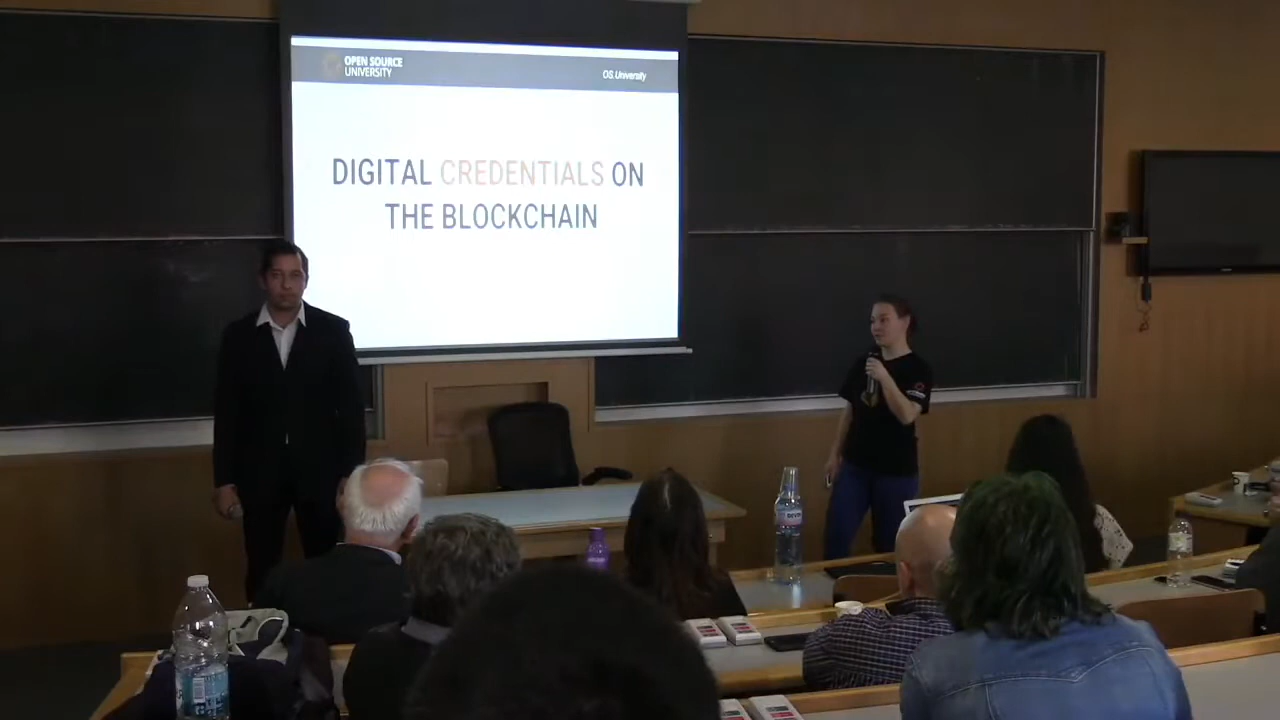 OPEN SOURCE
UNIVERSITY
OS.University
DIGITAL CREDENTIALS ON
THE BLOCKCHAIN